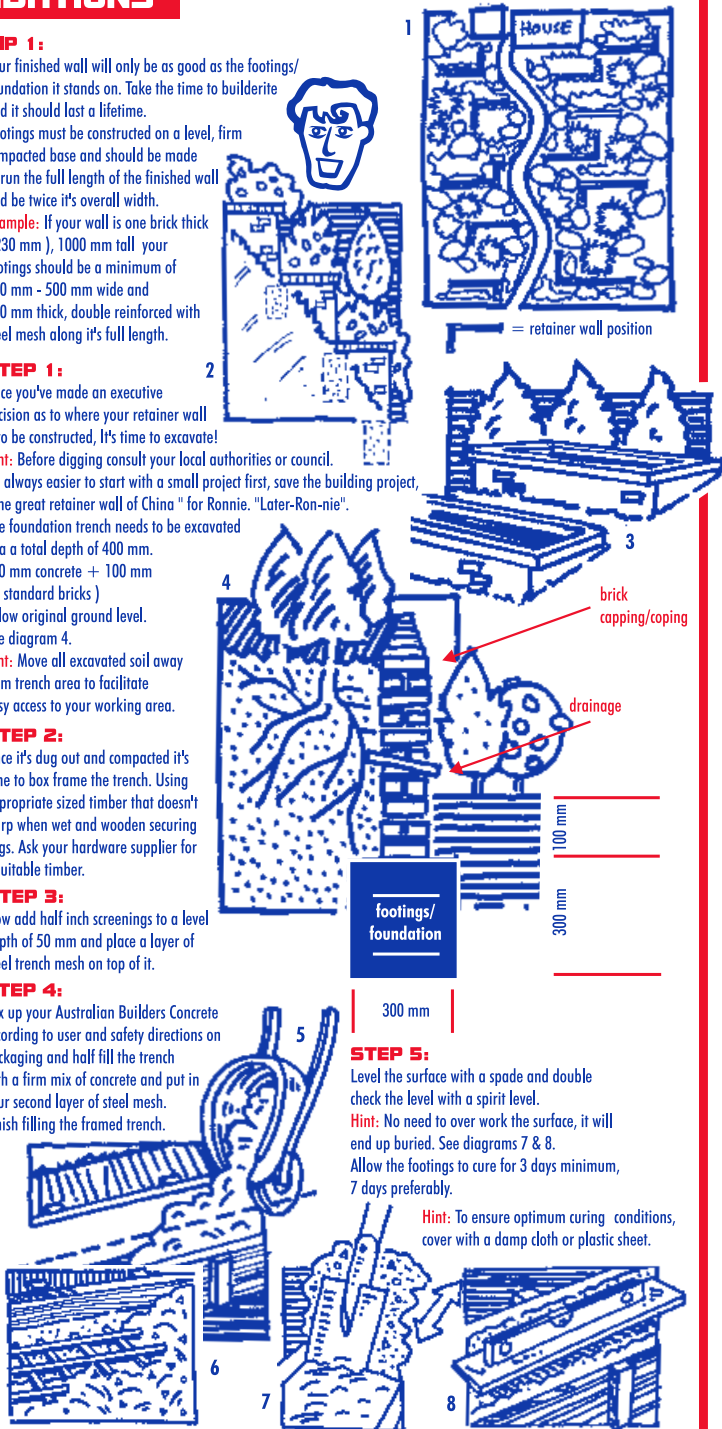 NDATIONS
IP 1:
ur finished wall will only be as good as the footings/
undation it stands on. Take the time to builderite
d it should last a lifetime.
otings must be constructed on a level, firm
mpacted base and should be made
run the full length of the finished wall
d be twice it's overall width.
ample: If your wall is one brick thick
30 mm ), 1000 mm tall your
otings should be a minimum of
0 mm - 500 mm wide and
0 mm thick, double reinforced with
eel mesh along it's full length.
TEP 1:
ce you've made an executive
cision as to where your retainer wall
to be constructed, It's time to excavate!
nt: Before digging consult your local authorities or council.
always easier to start with a small project first, save the building project,
he great retainer wall of China " for Ronnie. "Later-Ron-nie".
e foundation trench needs to be excavated
a a total depth of 400 mm.
0 mm concrete + 100 mm
standard bricks )
low original ground level.
e diagram 4.
nt: Move all excavated soil away
m trench area to facilitate
sy access to your working area.
TEP 2:
ce it's dug out and compacted it's
me to box frame the trench. Using
propriate sized timber that doesn't
arp when wet and wooden securing
gs. Ask your hardware supplier for
uitable timber.
TEP 3:
ow add half inch screenings to a level
pth of 50 mm and place a layer of
eel trench mesh on top of it.
TEP 4:
x up your Australian Builders Concrete
cording to user and safety directions on
ckaging and half fill the trench
th a firm mix of concrete and put in
ur second layer of steel mesh.
nish filling the framed trench.
1
HOUSE
= retainer wall position
2
3
4
brick
capping/coping
drainage
100 mm
300 mm
footings/
foundation
300 mm
5
STEP 5:
Level the surface with a spade and double
check the level with a spirit level.
Hint: No need to over work the surface, it will
end up buried. See diagrams 7 & 8.
Allow the footings to cure for 3 days minimum,
7 days preferably.
Hint: To ensure optimum curing conditions,
cover with a damp cloth or plastic sheet.
6
7
8